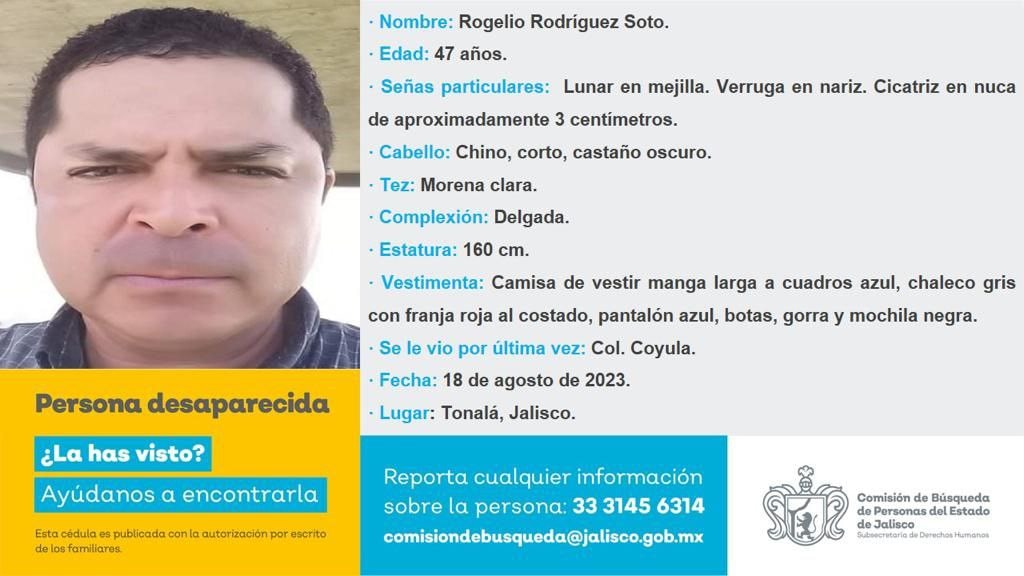 · Nombre: Rogelio Rodríguez Soto.
· Edad: 47 años.
· Señas particulares: Lunar en mejilla. Verruga en nariz. Cicatriz en nuca
de aproximadamente 3 centímetros.
· Cabello: Chino, corto, castaño oscuro.
· Tez: Morena clara.
· Complexión: Delgada.
· Estatura: 160 cm.
· Vestimenta: Camisa de vestir manga larga a cuadros azul, chaleco gris
con franja roja al costado, pantalón azul, botas, gorra y mochila negra.
· Se le vio por última vez: Col. Coyula.
· Fecha: 18 de agosto de 2023.
· Lugar: Tonalá, Jalisco.
Persona desaparecida
¿La has visto?
Ayúdanos a encontrarla
Esta cédula es publicada con la autorización por escrito
de los familiares.
Reporta cualquier información
sobre la persona: 33 3145 6314
comisiondebusqueda@jalisco.gob.mx
Comisión de Búsqueda
de Personas del Estado
de Jalisco
Subsecretaría de Derechos Humanos